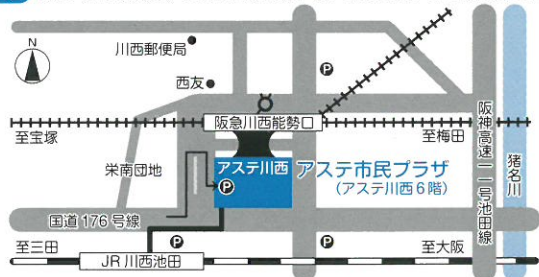 N
川西郵便局
P
西友
阪急川西能勢口
至宝塚
至梅田
阪神高速一一号池田線
猪名川
栄南団地
アステ川西
P
アステ市民プラザ
(アステ川西6階)
国道176号線
至三田
P
P
至大阪
JR川西池田